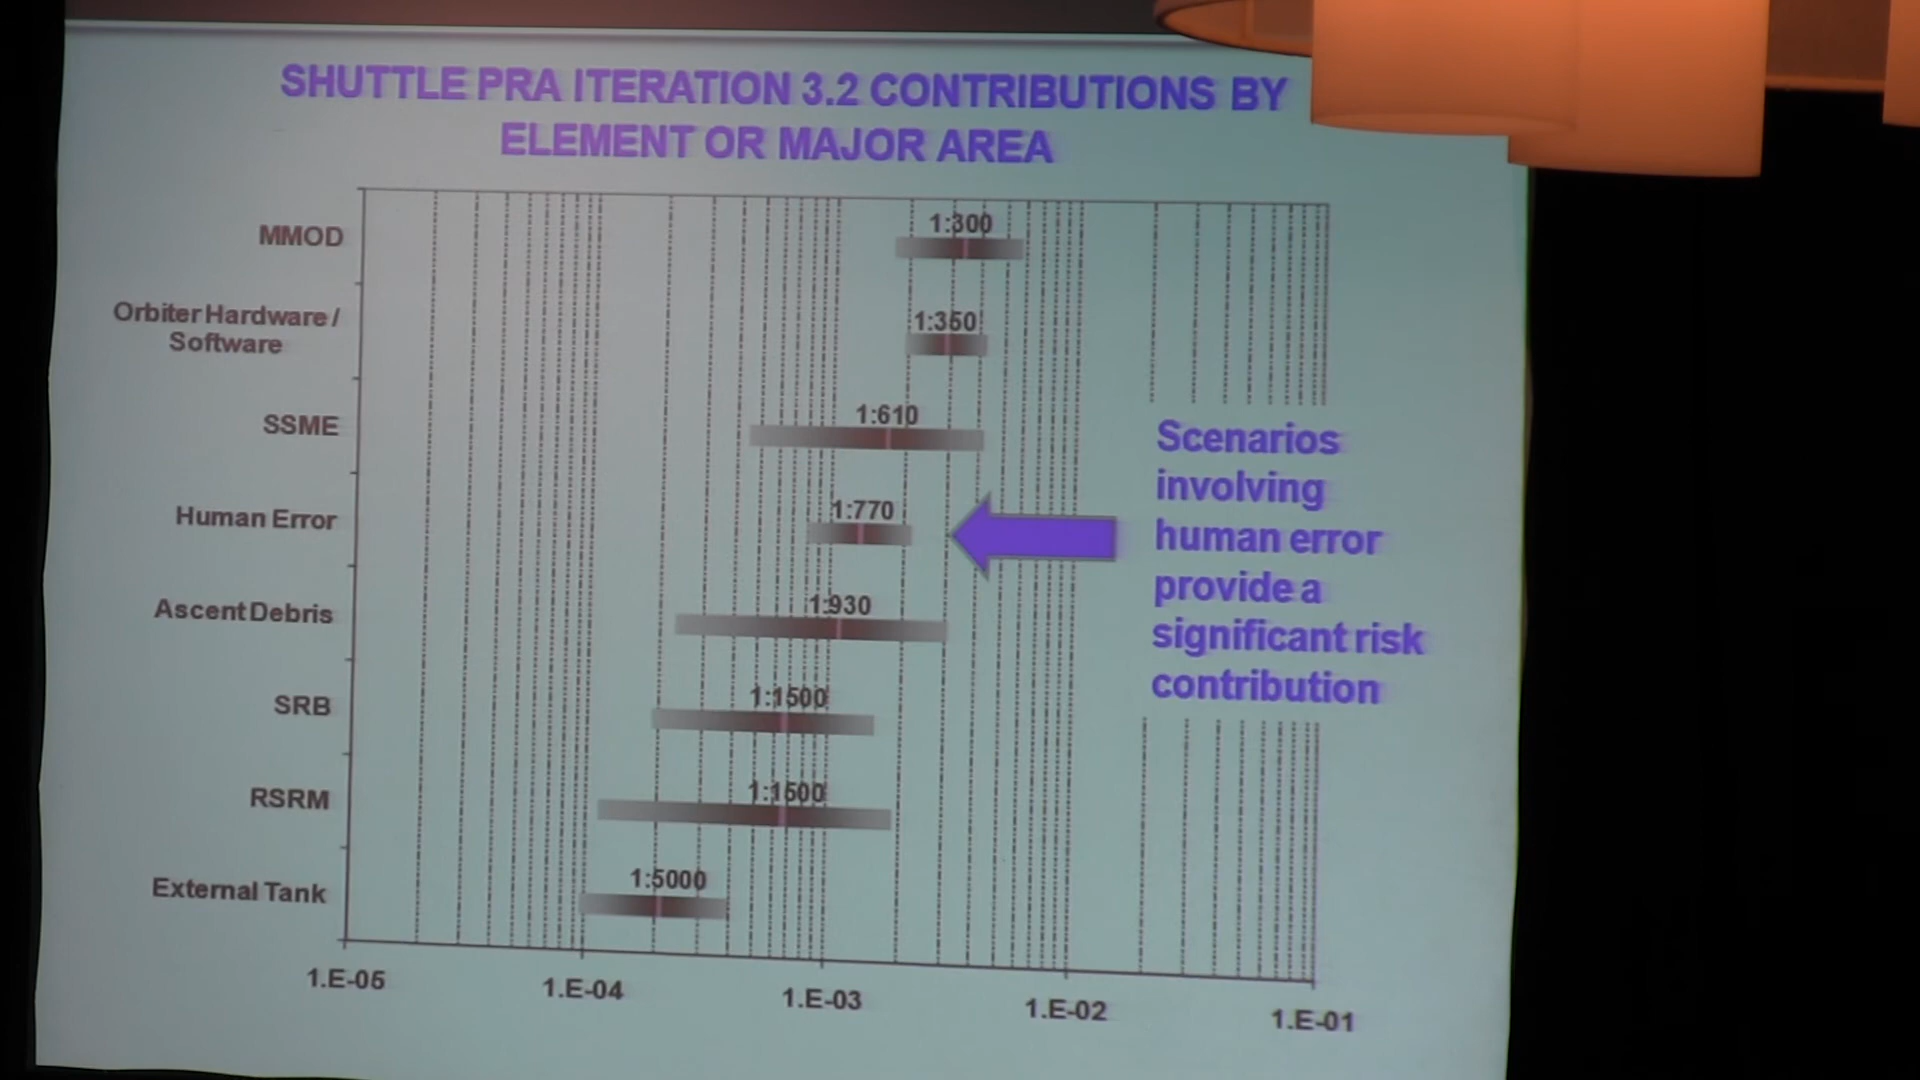 SHUTTLE PRA ITERATION 3.2 CONTRIBUTIONS BY
ELEMENT OR MAJOR AREA
MMOD
1:300
Orbiter Hardware /
Software
1:350
SSME
1:610
Human Error
1:770
Ascent Debris
1:930
SRB
1:1500
RSRM
1:1500
External Tank
1:5000
Scenarios
involving
human error
provide a
significant risk
contribution
1.E-05
1.E-04
1.E-03
1.E-02
1.E-01